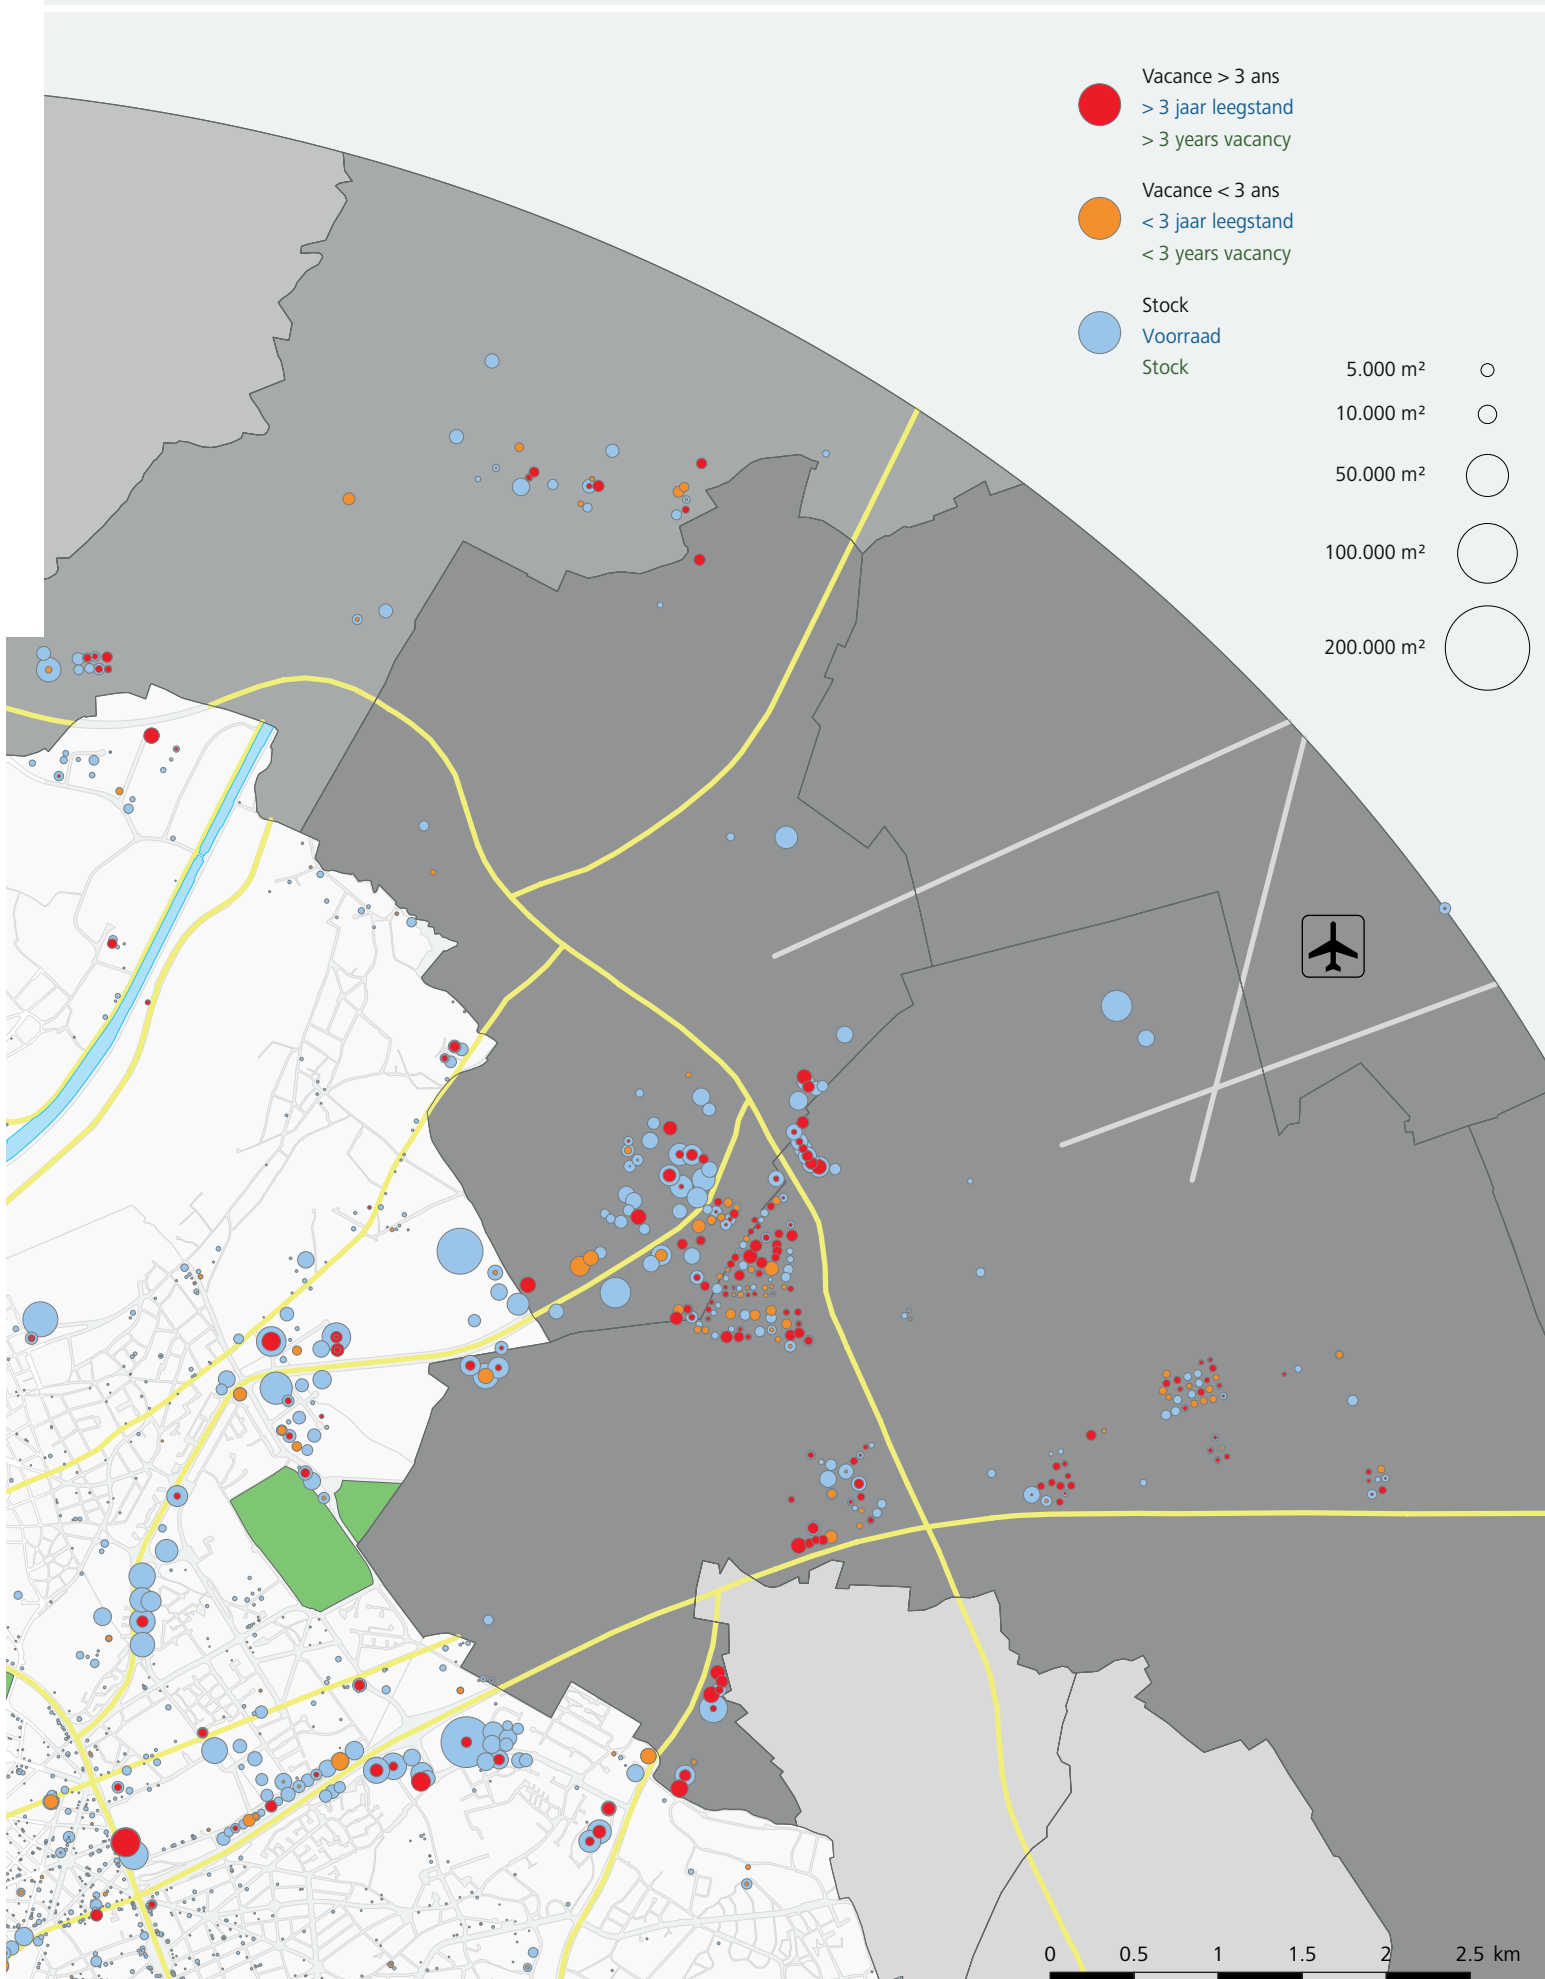 Vacance > 3 ans
> 3 jaar leegstand
> 3 years vacancy
Vacance < 3 ans
< 3 jaar leegstand
< 3 years vacancy
Stock
Voorraad
Stock
5.000 m²
10.000 m²
50.000 m²
100.000 m²
200.000 m²
0 0.5 1 1.5 2 2.5 km